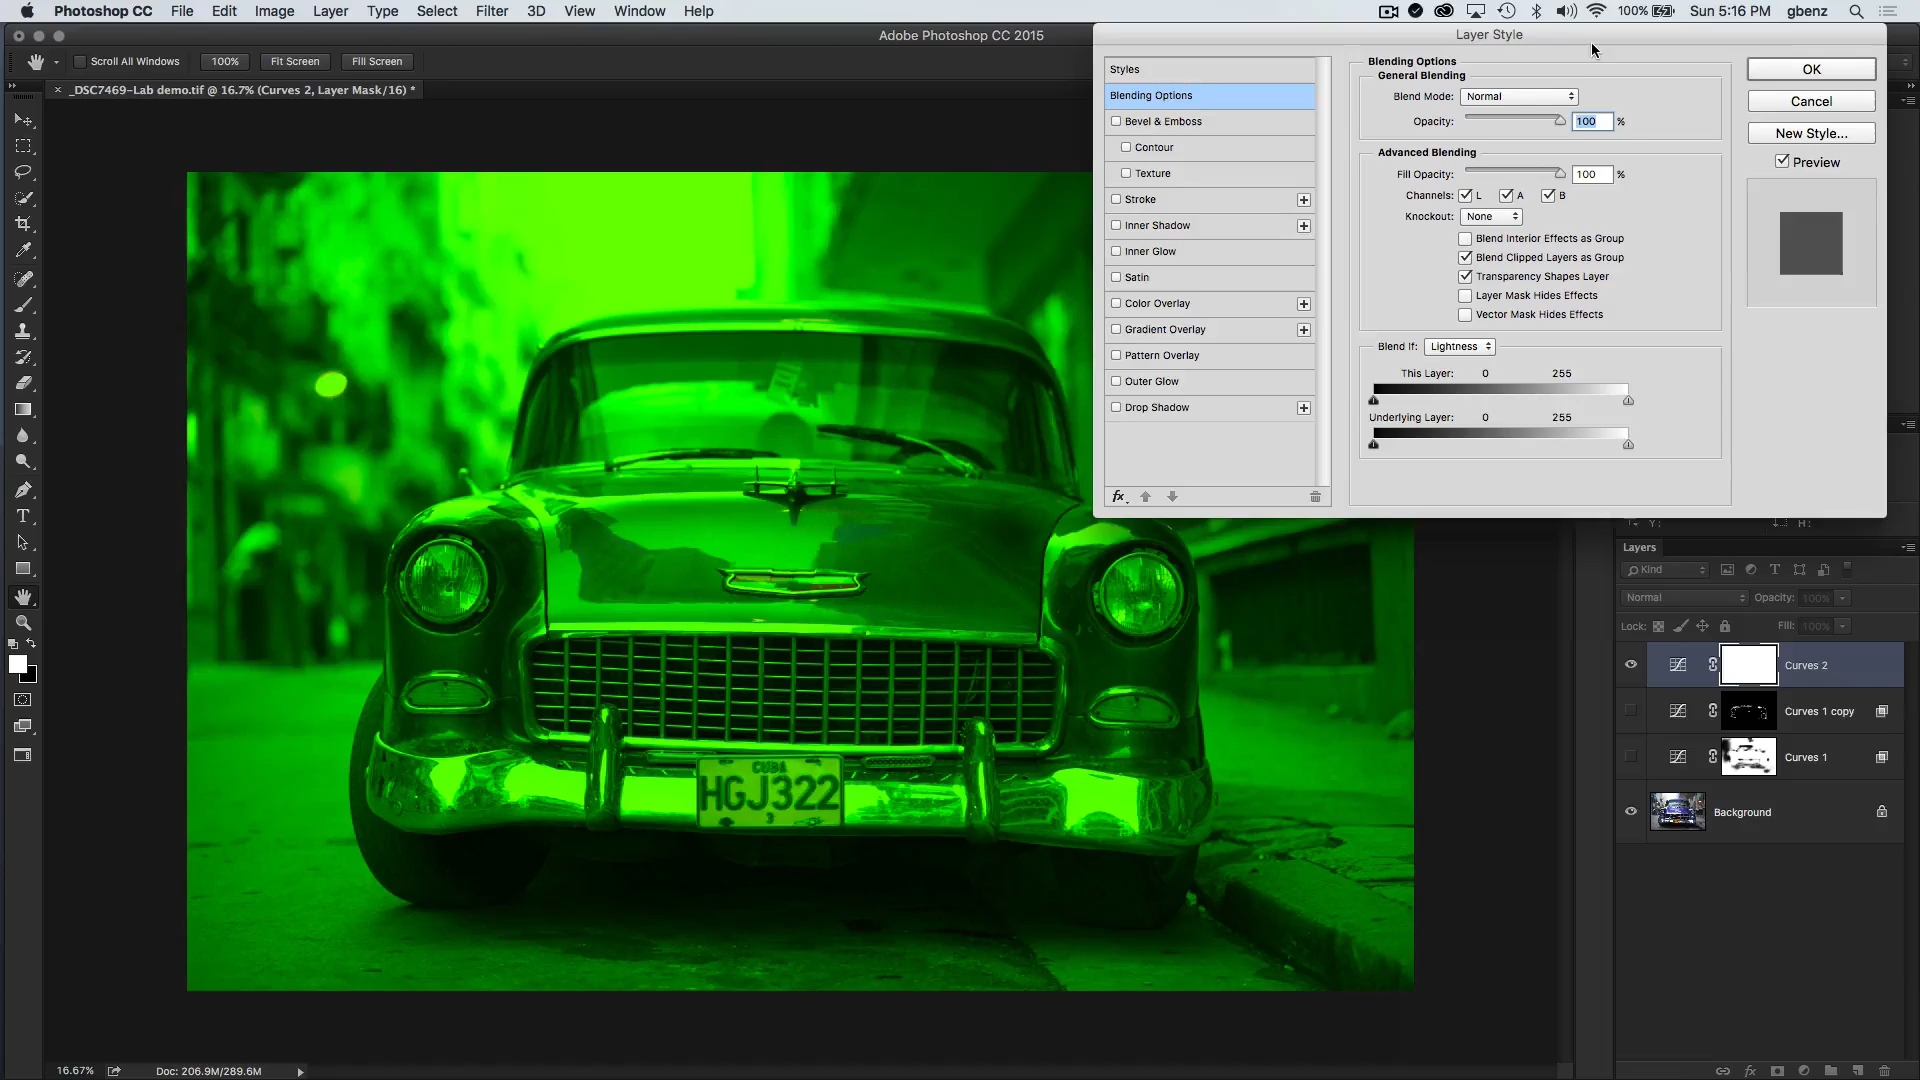 Photoshop CC File Edit Image Layer Type Select Filter 3D View Window Help 100% Sun 5:16 PM gbenz
Adobe Photoshop CC 2015
Layer Style
Scroll All Windows 100% Fit Screen Fill Screen
_DSC7469-Lab demo.tif @ 16.7% (Curves 2, Layer Mask/16) *
Styles
Blending Options
Bevel & Emboss
Contour
Texture
Stroke
Inner Shadow
Inner Glow
Satin
Color Overlay
Gradient Overlay
Pattern Overlay
Outer Glow
Drop Shadow
fx
Blending Options
General Blending
Blend Mode: Normal
Opacity: 100 %
Advanced Blending
Fill Opacity: 100 %
Channels: L A B
Knockout: None
Blend Interior Effects as Group
Blend Clipped Layers as Group
Transparency Shapes Layer
Layer Mask Hides Effects
Vector Mask Hides Effects
Blend If: Lightness
This Layer: 0 255
Underlying Layer: 0 255
OK
Cancel
New Style...
Preview
Y: H:
Layers
Kind
Normal Opacity: 100%
Lock: Fill: 100%
Curves 2
Curves 1 copy
Curves 1
Background
fx
CUBA
HGJ322
3
16.67% Doc: 206.9M/289.6M